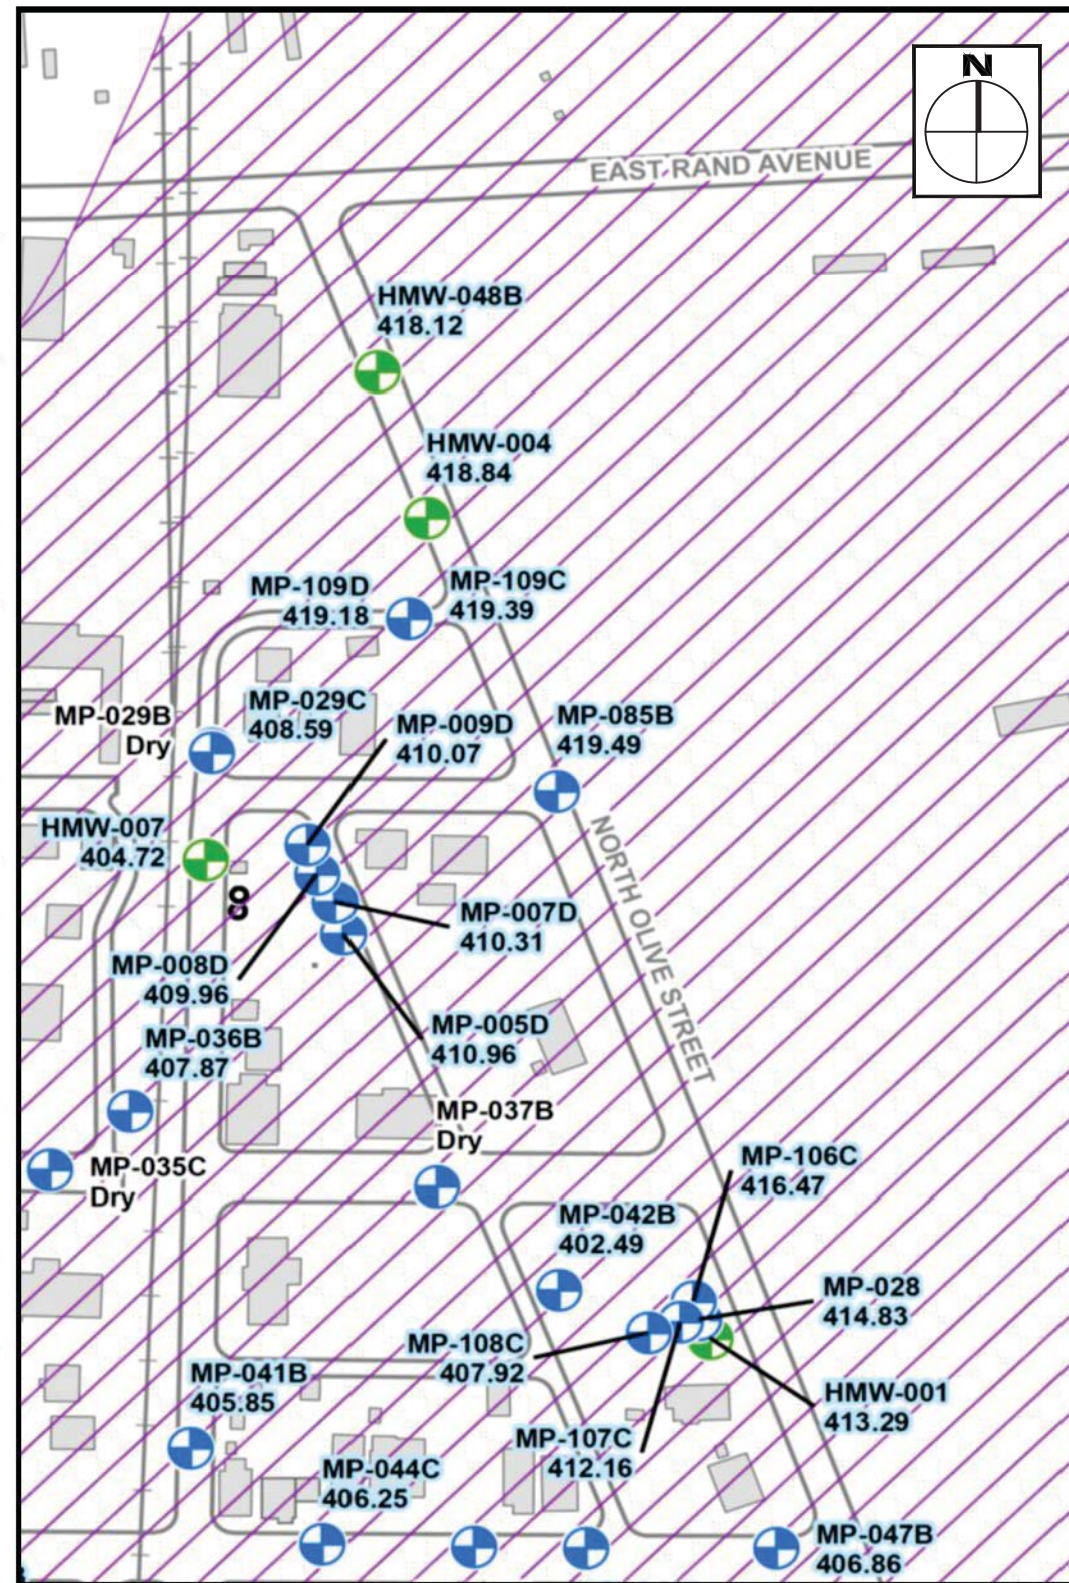 N
EAST RAND AVENUE
HMW-048B
418.12
HMW-004
418.84
MP-109D
419.18
MP-109C
419.39
MP-029B
Dry
MP-029C
408.59
MP-009D
410.07
MP-085B
419.49
HMW-007
404.72
NORTH OLIVE STREET
MP-007D
410.31
MP-008D
409.96
MP-005D
410.96
MP-036B
407.87
MP-037B
Dry
MP-035C
Dry
MP-106C
416.47
MP-042B
402.49
MP-028
414.83
MP-108C
407.92
HMW-001
413.29
MP-041B
405.85
MP-107C
412.16
MP-044C
406.25
MP-047B
406.86